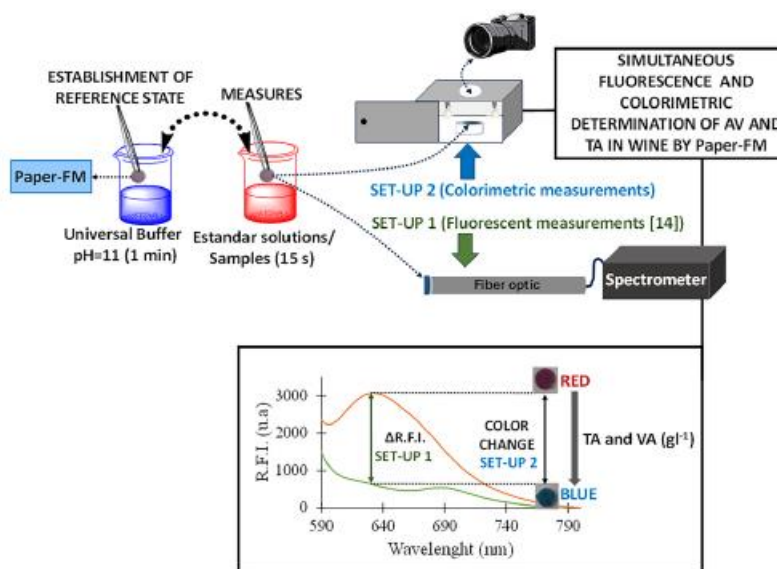 ESTABLISHMENT OF
REFERENCE STATE
MEASURES
Paper-FM
Universal Buffer
pH=11 (1 min)
Estandar solutions/
Samples (15 s)
SIMULTANEOUS
FLUORESCENCE AND
COLORIMETRIC
DETERMINATION OF AV AND
TA IN WINE BY Paper-FM
SET-UP 2 (Colorimetric measurements)
SET-UP 1 (Fluorescent measurements [14])
Fiber optic
Spectrometer
R.F.I. (u.a)
3000
2000
1000
0
590
640
690
740
790
Wavelenght (nm)
ΔR.F.I.
SET-UP 1
COLOR
CHANGE
SET-UP 2
RED
BLUE
TA and VA (gl-1)